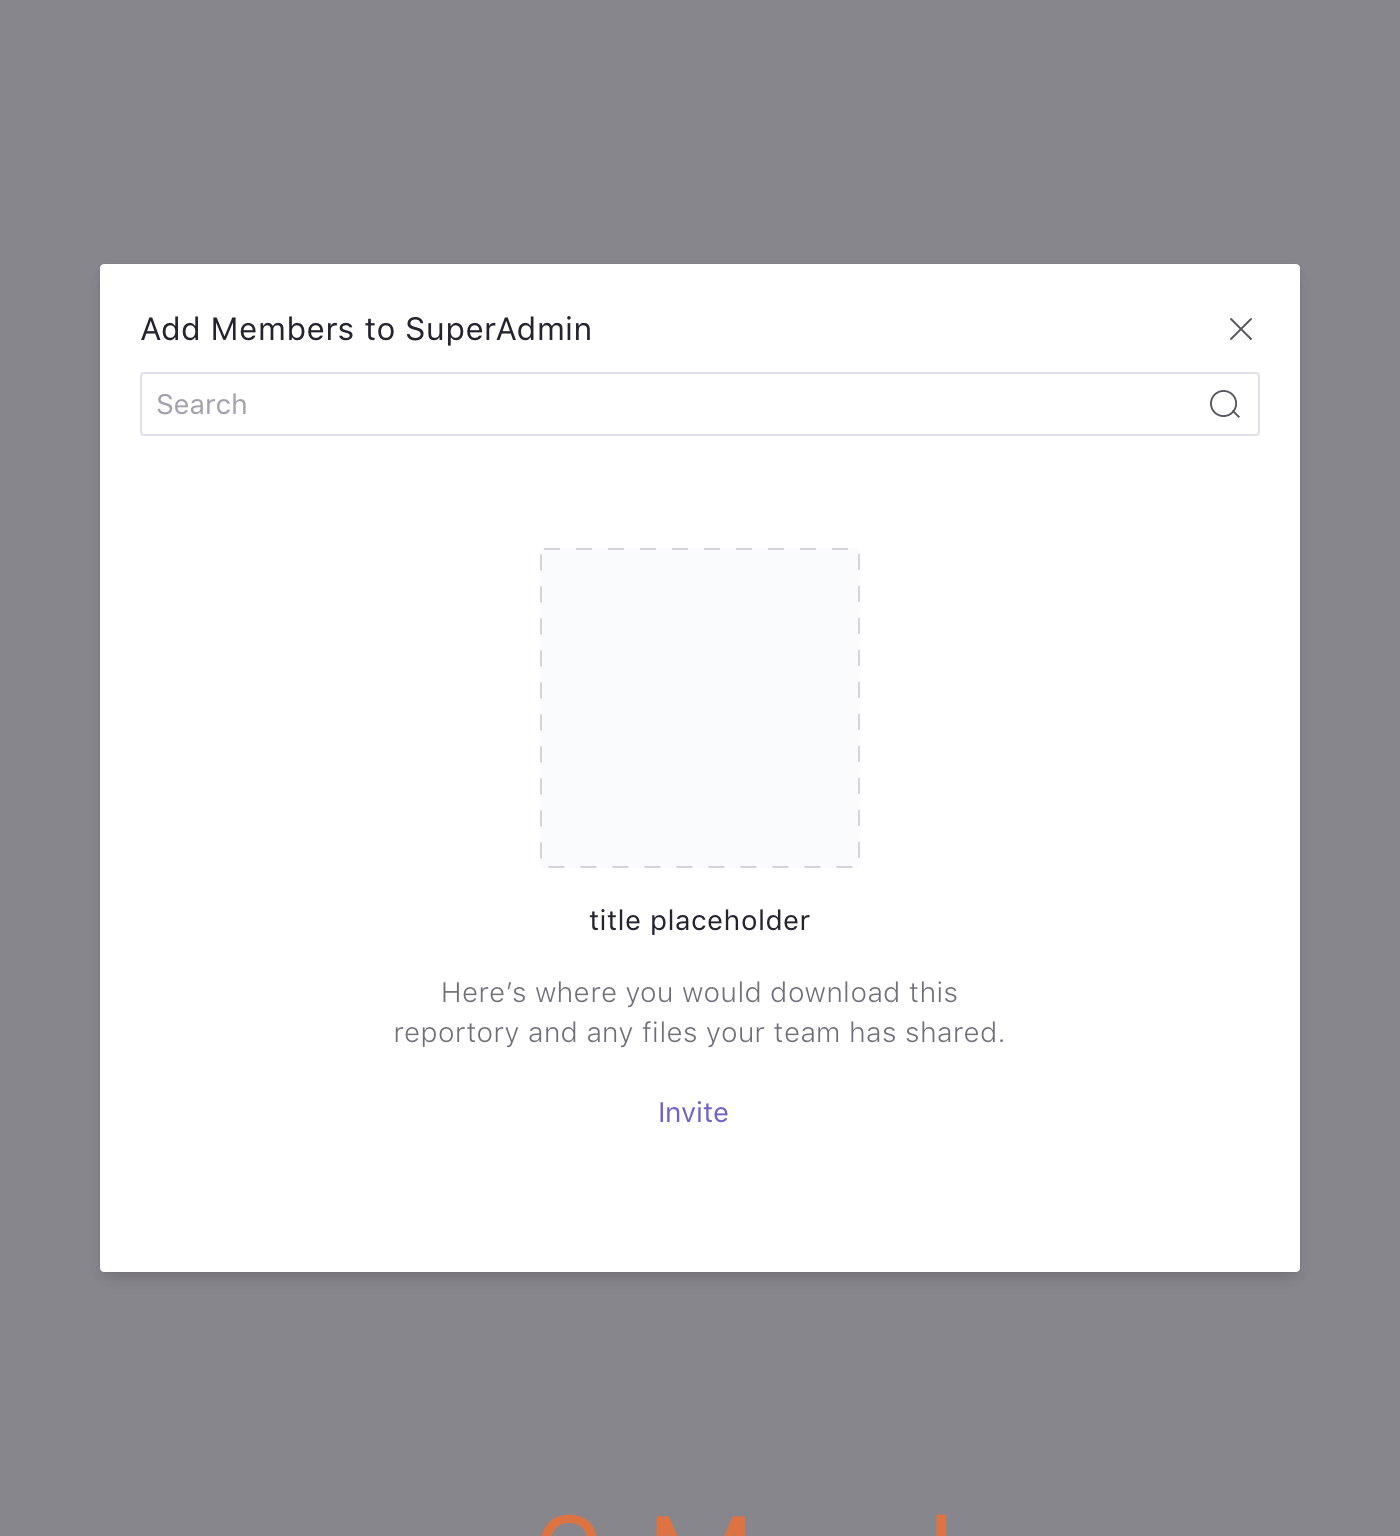 Add Members to SuperAdmin
Search
title placeholder
Here’s where you would download this
reportory and any files your team has shared.
Invite